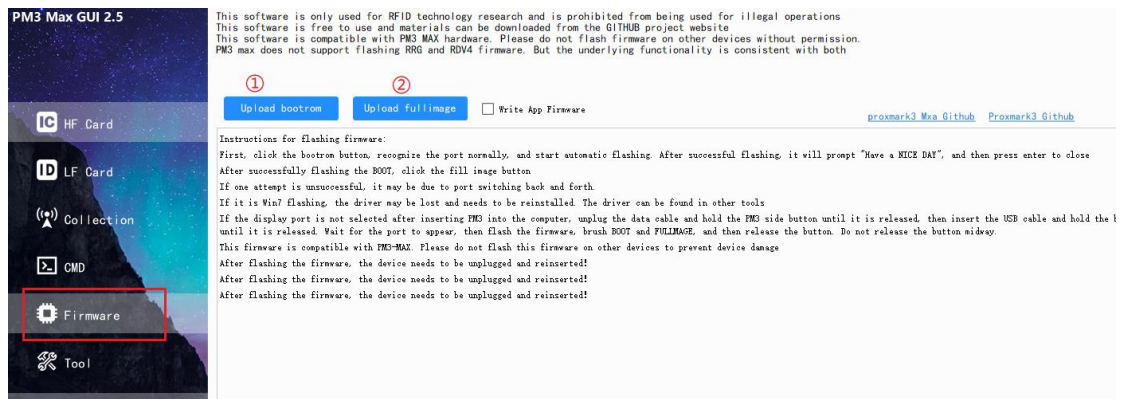 PM3 Max GUI 2.5
HF Card
LF Card
Collection
CMD
Firmware
Tool
This software is only used for RFID technology research and is prohibited from being used for illegal operations
This software is free to use and materials can be downloaded from the GITHUB project website
This software is compatible with PM3 MAX hardware. Please do not flash firmware on other devices without permission.
PM3 max does not support flashing RRG and RDV4 firmware. But the underlying functionality is consistent with both
① ②
Upload bootrom Upload fullimage Write App Firmware
proxmark3 Mxa Github Proxmark3 Github
Instructions for flashing firmware:
First, click the bootrom button, recognize the port normally, and start automatic flashing. After successful flashing, it will prompt "Have a NICE DAY", and then press enter to close
After successfully flashing the BOOT, click the fill image button
If one attempt is unsuccessful, it may be due to port switching back and forth.
If it is Win7 flashing, the driver may be lost and needs to be reinstalled. The driver can be found in other tools
If the display port is not selected after inserting PM3 into the computer, unplug the data cable and hold the PM3 side button until it is released, then insert the USB cable and hold the
until it is released. Wait for the port to appear, then flash the firmware, brush BOOT and FULLMAGE, and then release the button. Do not release the button midway.
This firmware is compatible with PM3-MAX. Please do not flash this firmware on other devices to prevent device damage
After flashing the firmware, the device needs to be unplugged and reinserted!
After flashing the firmware, the device needs to be unplugged and reinserted!
After flashing the firmware, the device needs to be unplugged and reinserted!